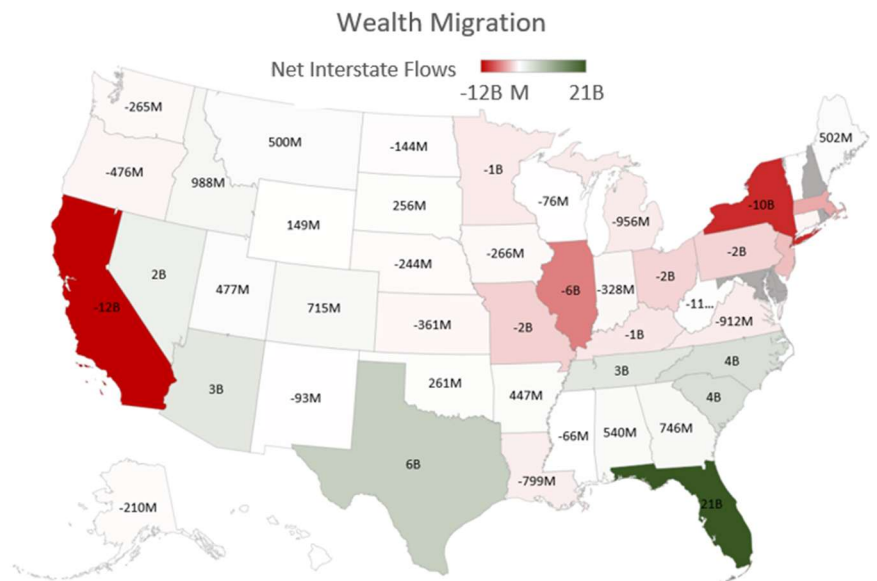 Wealth Migration
Net Interstate Flows
-12B M 21B
-265M
500M
-144M
-1B
502M
-476M
988M
-76M
-10B
149M
256M
-956M
-266M
-2B
2B
-244M
-2B
477M
-6B
-328M
-12B
715M
-11...
-361M
-2B
-912M
-1B
4B
3B
3B
261M
4B
-93M
447M
-66M
540M
746M
6B
-799M
21B
-210M